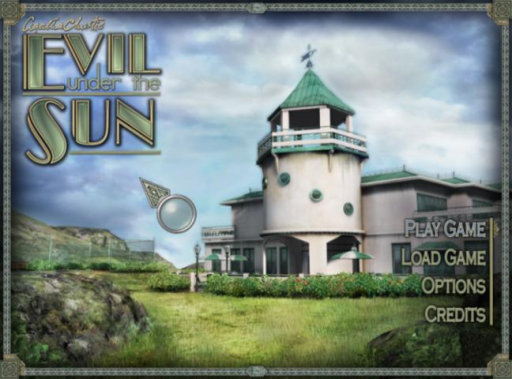 Agatha Christie
EVIL
under the
SUN
PLAY GAME
LOAD GAME
OPTIONS
CREDITS